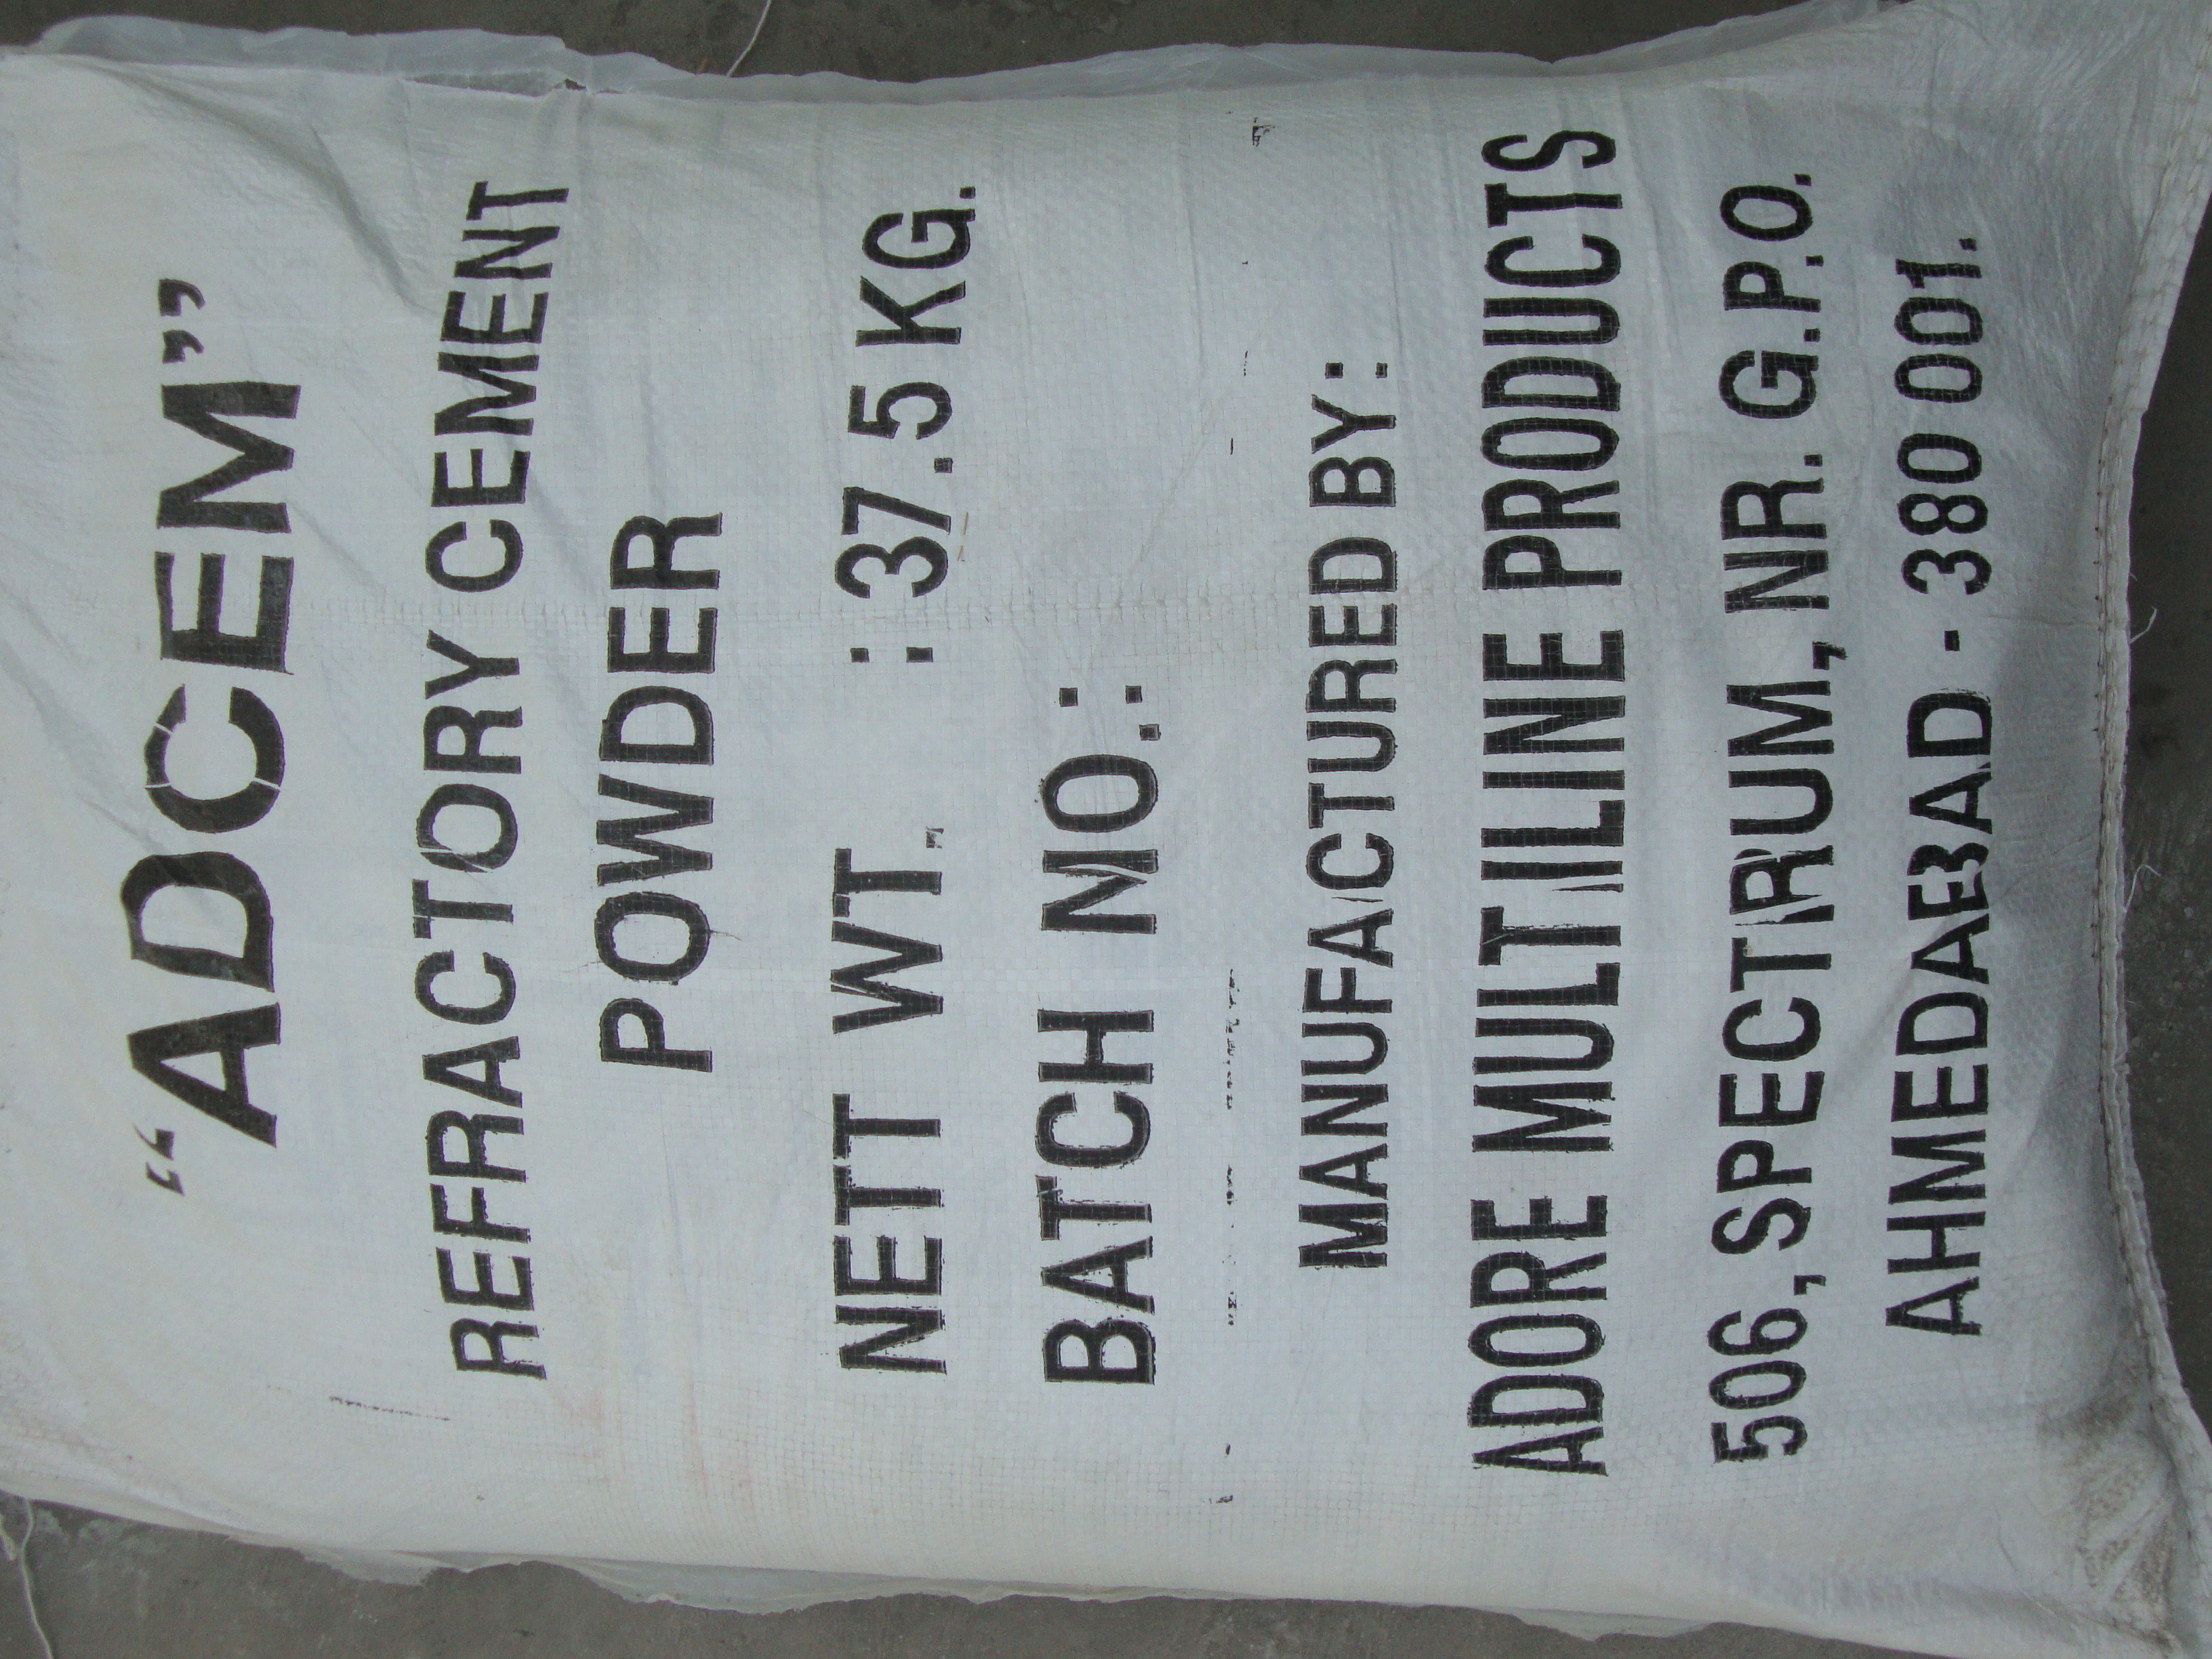 “ADCEM”
REFRACTORY CEMENT
POWDER
NETT WT. : 37.5 KG.
BATCH NO.:
MANUFACTURED BY:
ADORE MULTILINE PRODUCTS
506, SPECTRUM, NR. G.P.O.
AHMEDABAD - 380 001.